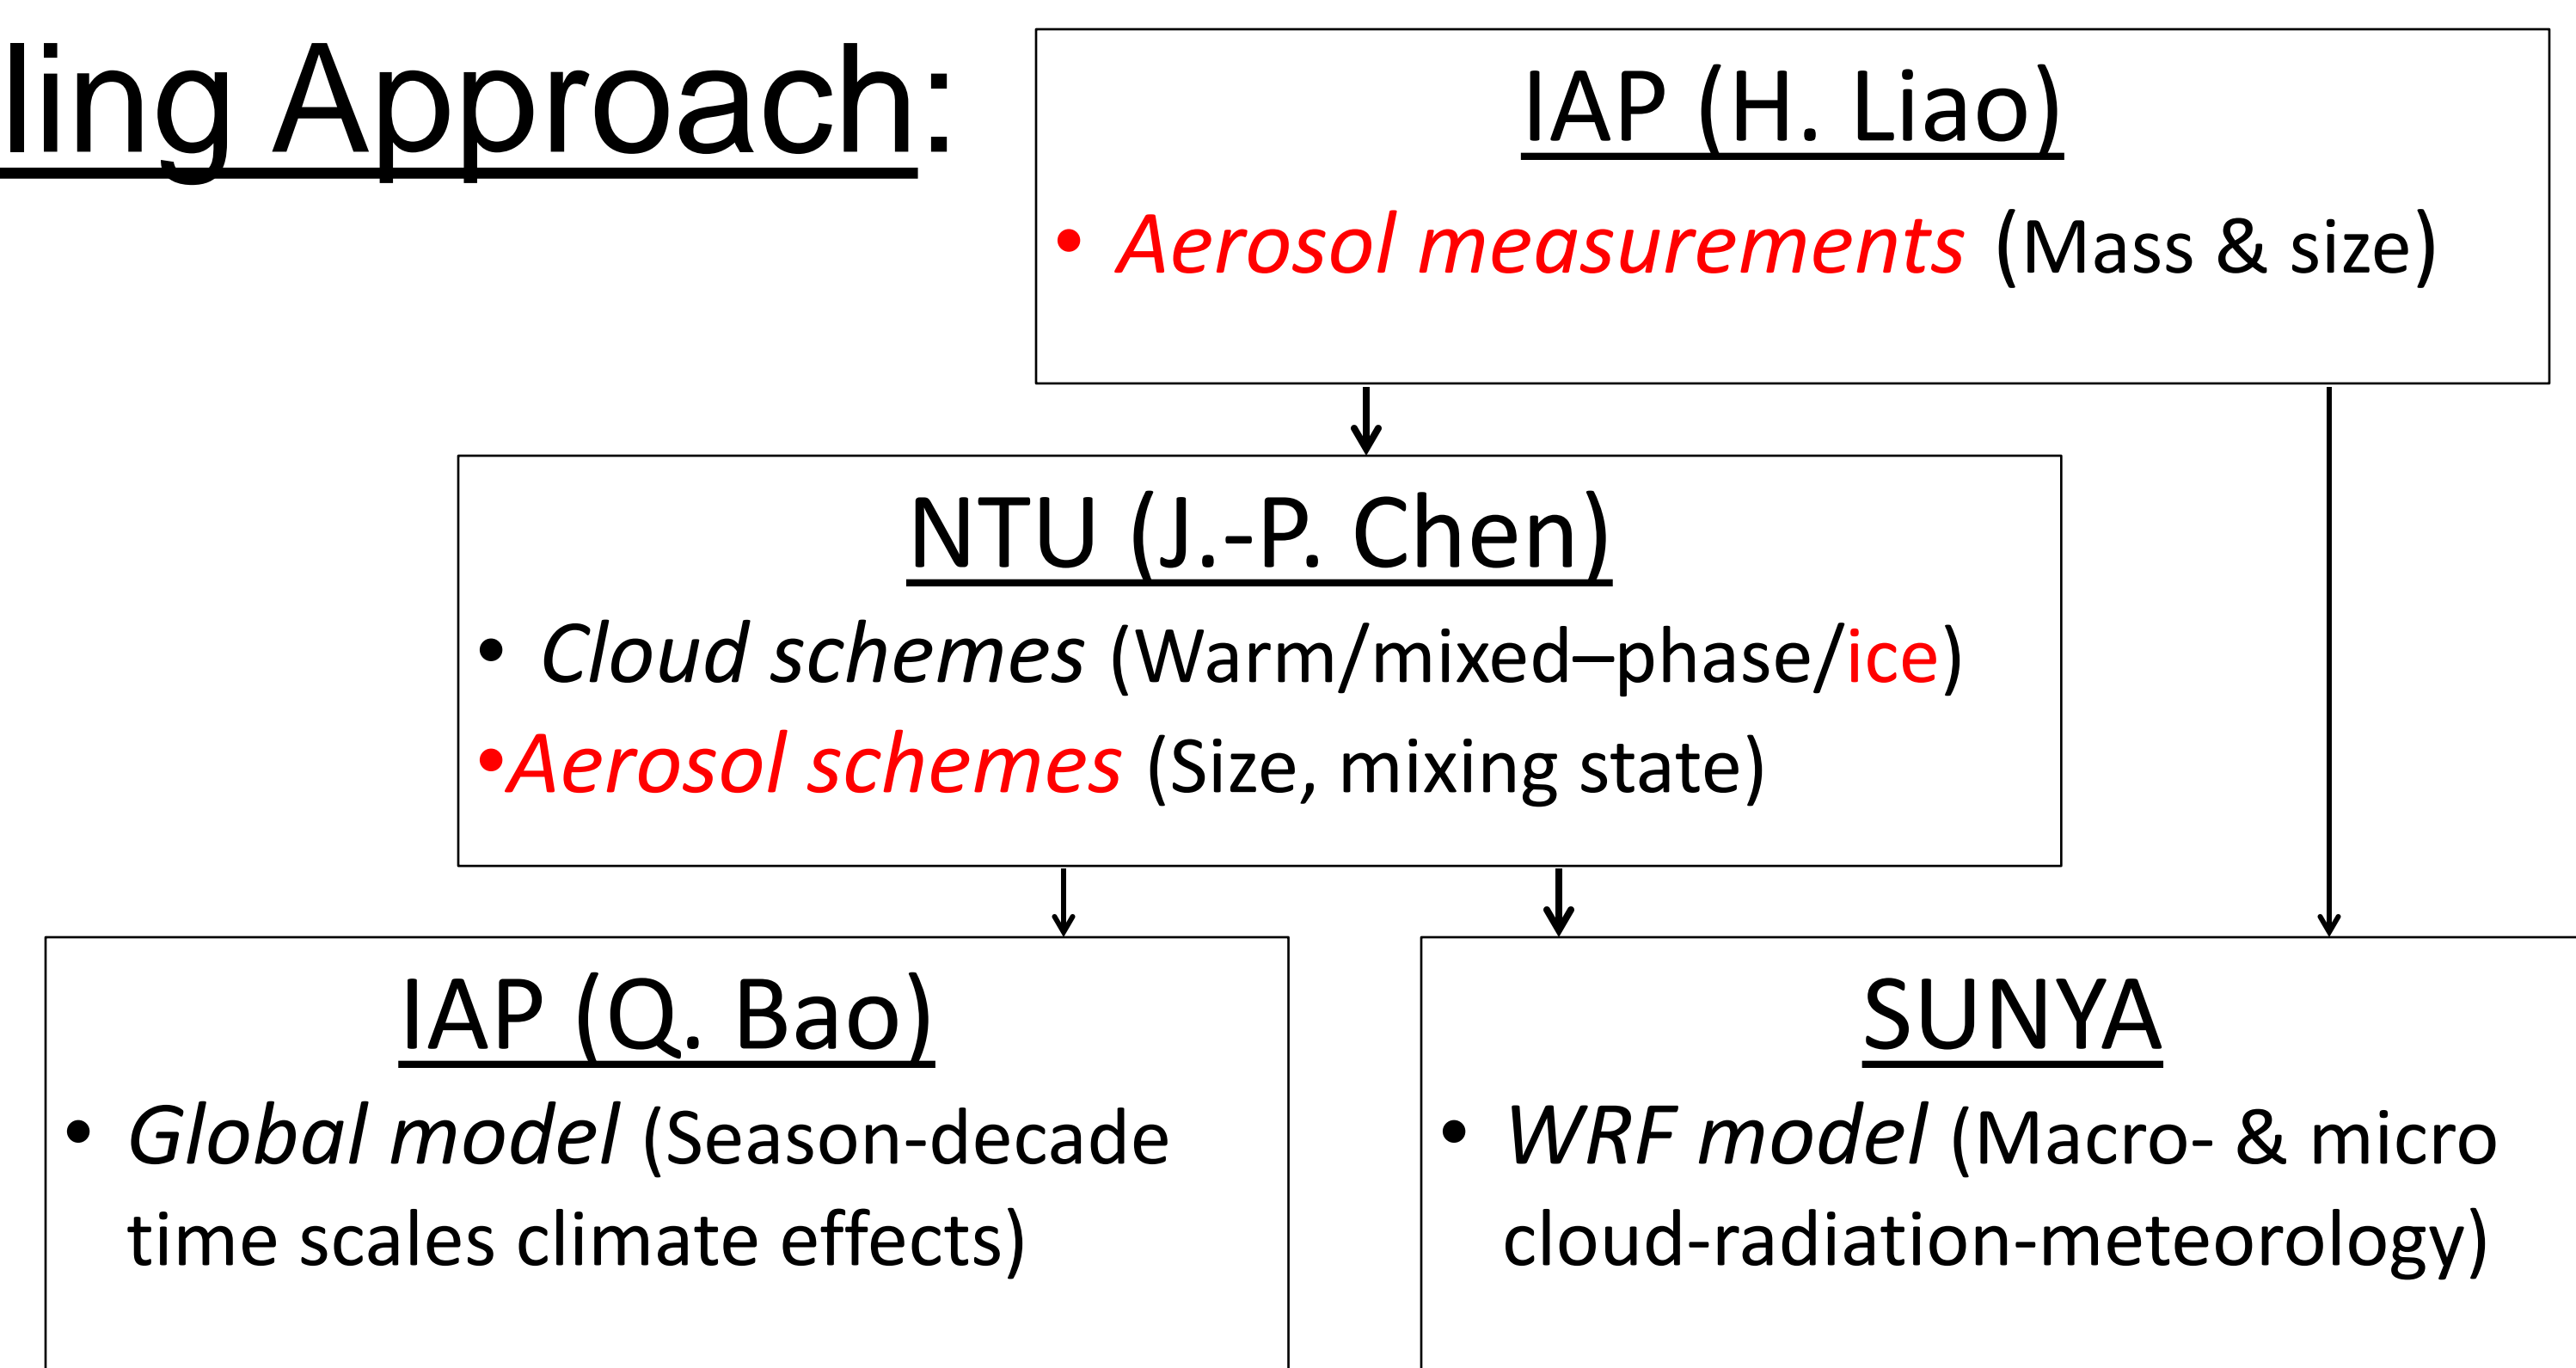 ling Approach:
IAP (H. Liao)
• Aerosol measurements (Mass & size)
NTU (J.-P. Chen)
• Cloud schemes (Warm/mixed–phase/ice)
•Aerosol schemes (Size, mixing state)
IAP (Q. Bao)
• Global model (Season-decade
time scales climate effects)
SUNYA
• WRF model (Macro- & micro
cloud-radiation-meteorology)